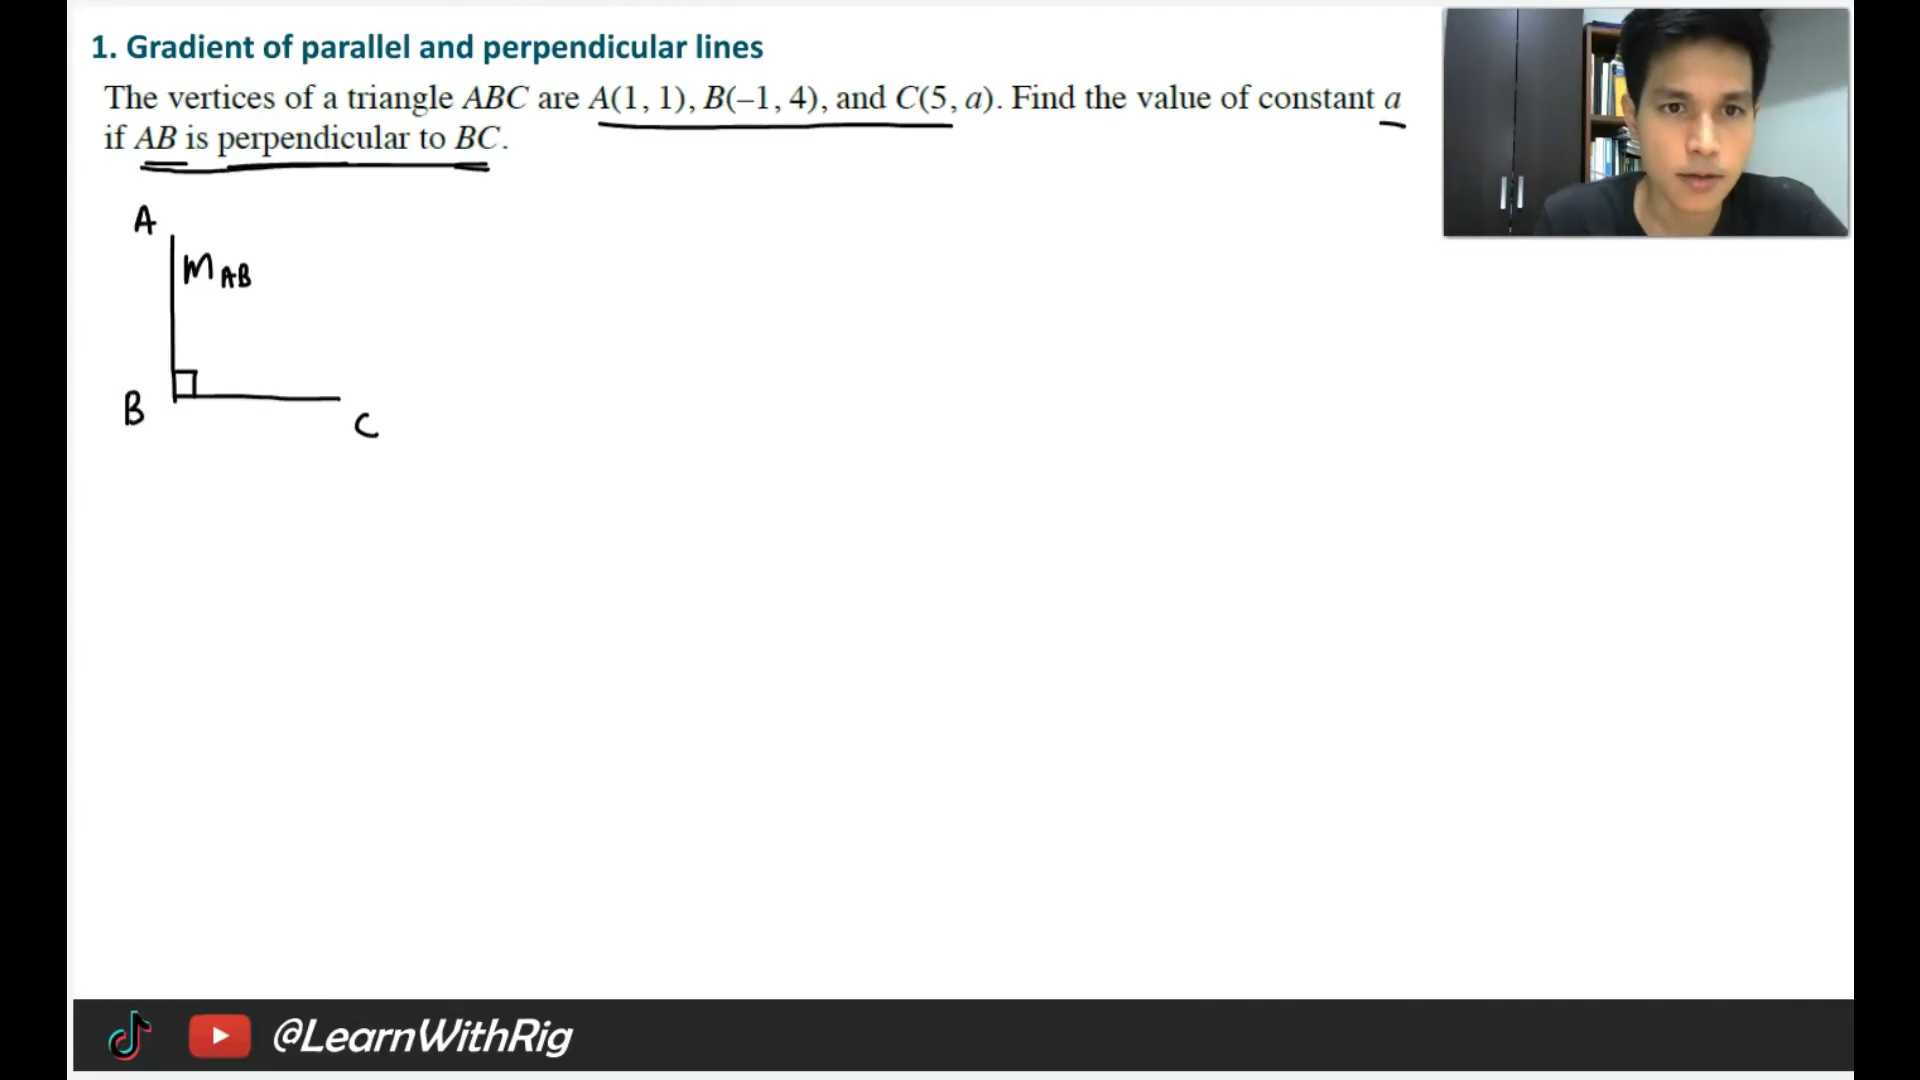 1. Gradient of parallel and perpendicular lines
The vertices of a triangle ABC are A(1, 1), B(–1, 4), and C(5, a). Find the value of constant a
if AB is perpendicular to BC.
A
M AB
B
C
@LearnWithRig